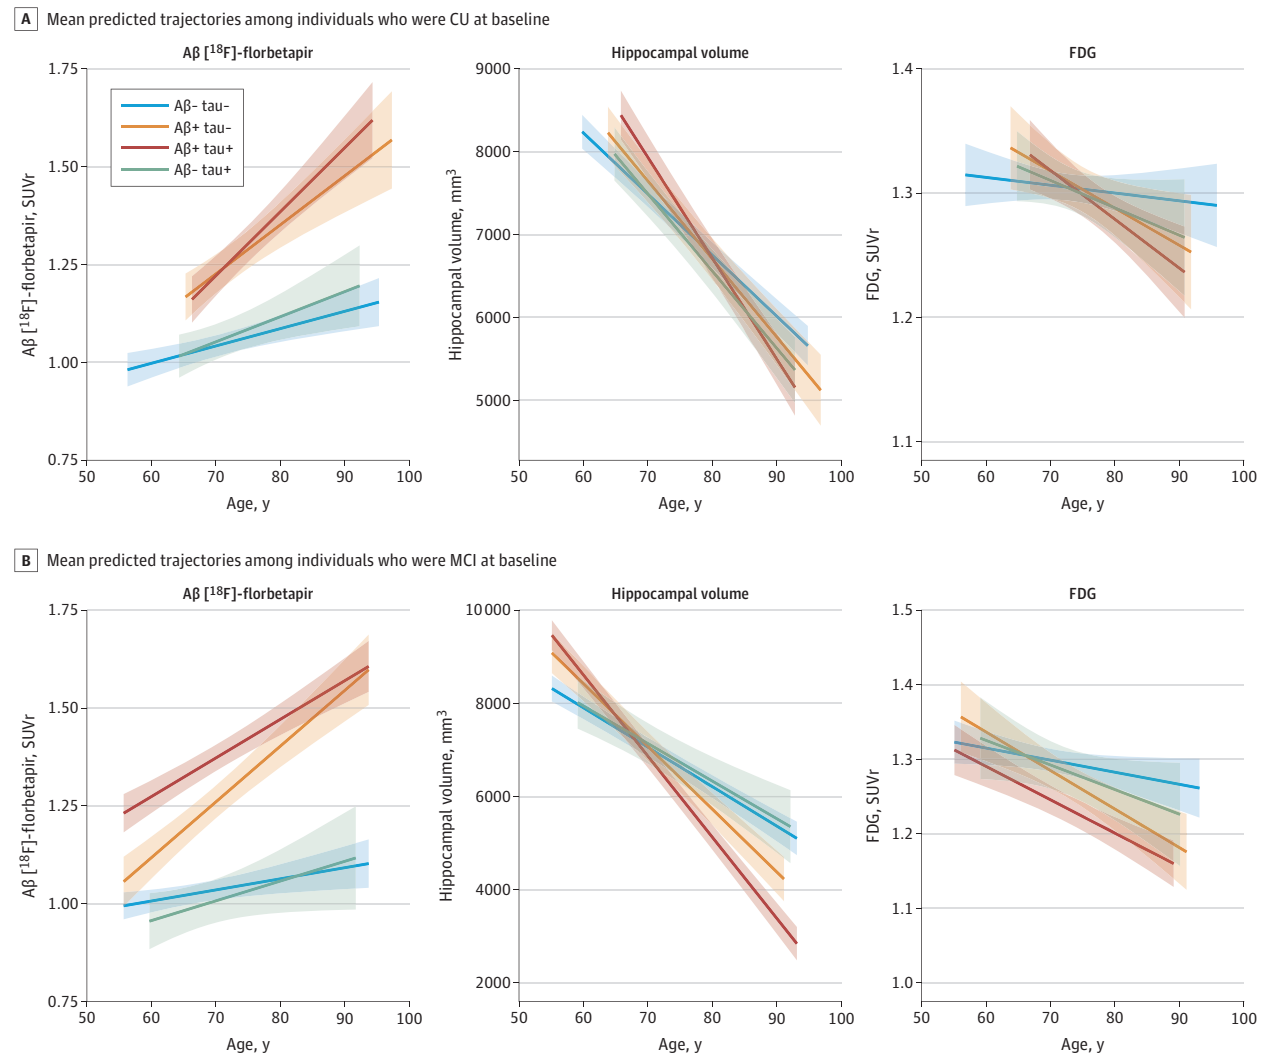 A Mean predicted trajectories among individuals who were CU at baseline
Aβ [18F]-florbetapir
Aβ [18F]-florbetapir, SUVr
1.75
1.50
1.25
1.00
0.75
Aβ- tau-
Aβ+ tau-
Aβ+ tau+
Aβ- tau+
50 60 70 80 90 100
Age, y
Hippocampal volume
Hippocampal volume, mm3
9000
8000
7000
6000
5000
50 60 70 80 90 100
Age, y
FDG
FDG, SUVr
1.4
1.3
1.2
1.1
50 60 70 80 90 100
Age, y
B Mean predicted trajectories among individuals who were MCI at baseline
Aβ [18F]-florbetapir
Aβ [18F]-florbetapir, SUVr
1.75
1.50
1.25
1.00
0.75
50 60 70 80 90 100
Age, y
Hippocampal volume
Hippocampal volume, mm3
10 000
8000
6000
4000
2000
50 60 70 80 90 100
Age, y
FDG
FDG, SUVr
1.5
1.4
1.3
1.2
1.1
1.0
50 60 70 80 90 100
Age, y